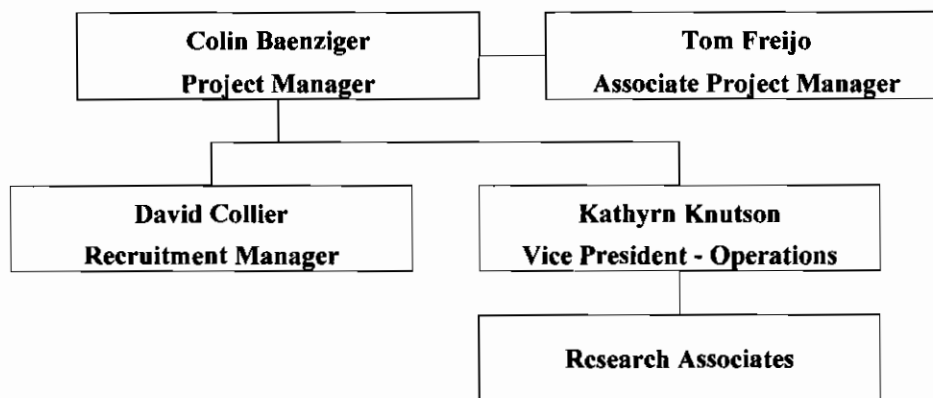 Colin Baenziger
Project Manager
Tom Freijo
Associate Project Manager
David Collier
Recruitment Manager
Kathyrn Knutson
Vice President - Operations
Research Associates